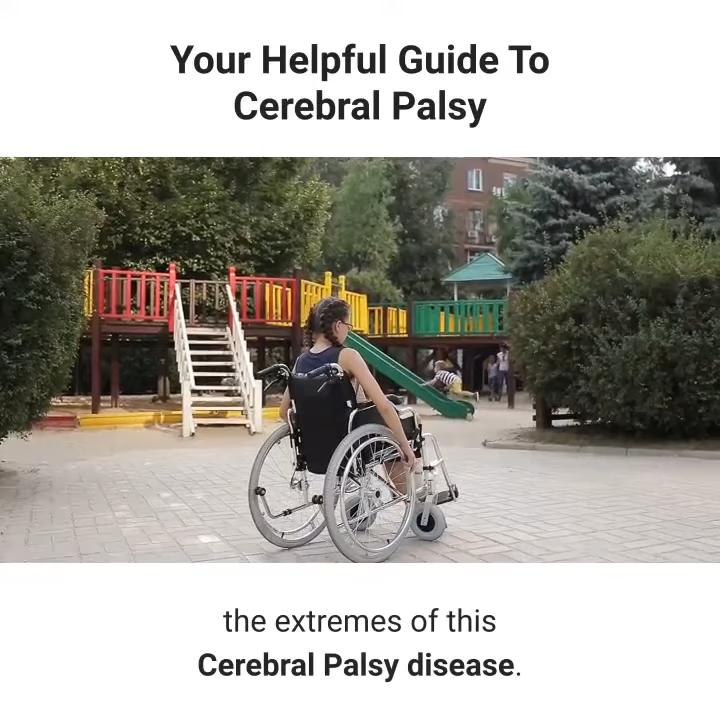 Your Helpful Guide To
Cerebral Palsy
the extremes of this
Cerebral Palsy disease.